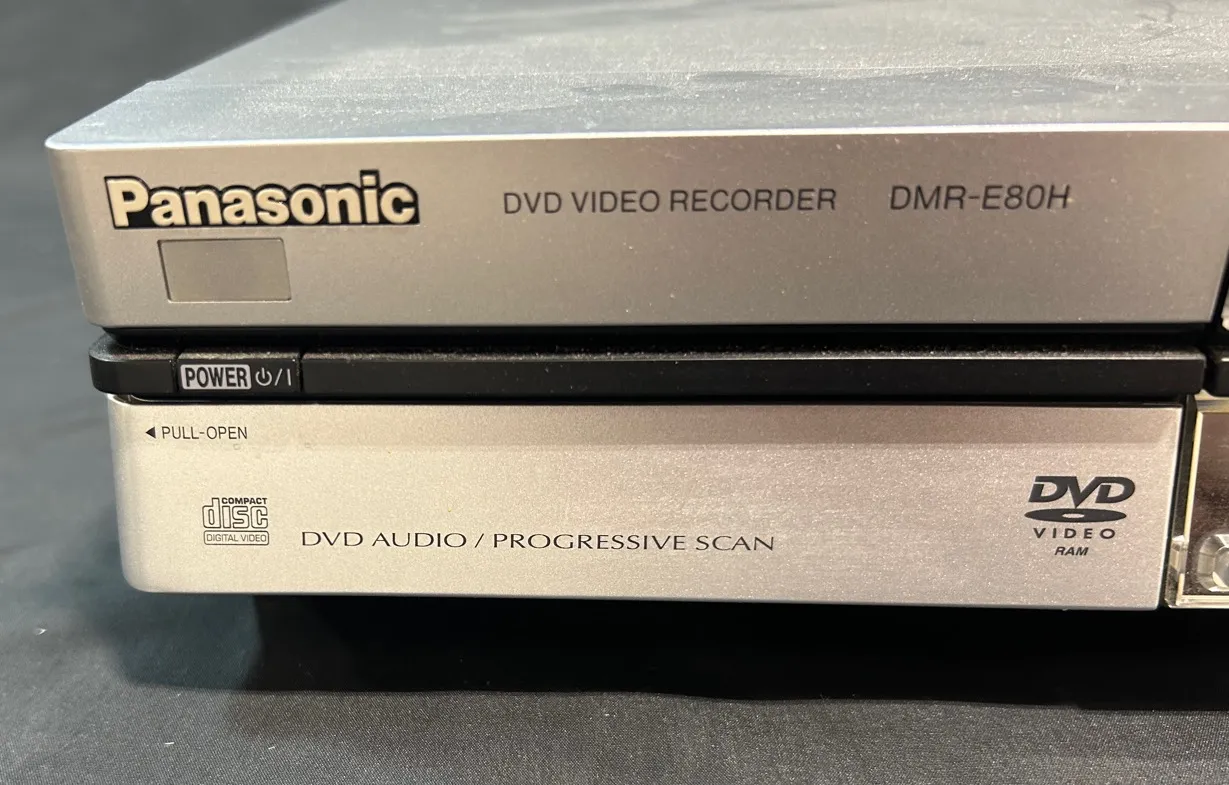 Panasonic
DVD VIDEO RECORDER
DMR-E80H
POWER ⏻/I
◀ PULL-OPEN
COMPACT
disc
DIGITAL VIDEO
DVD AUDIO / PROGRESSIVE SCAN
DVD
VIDEO
RAM